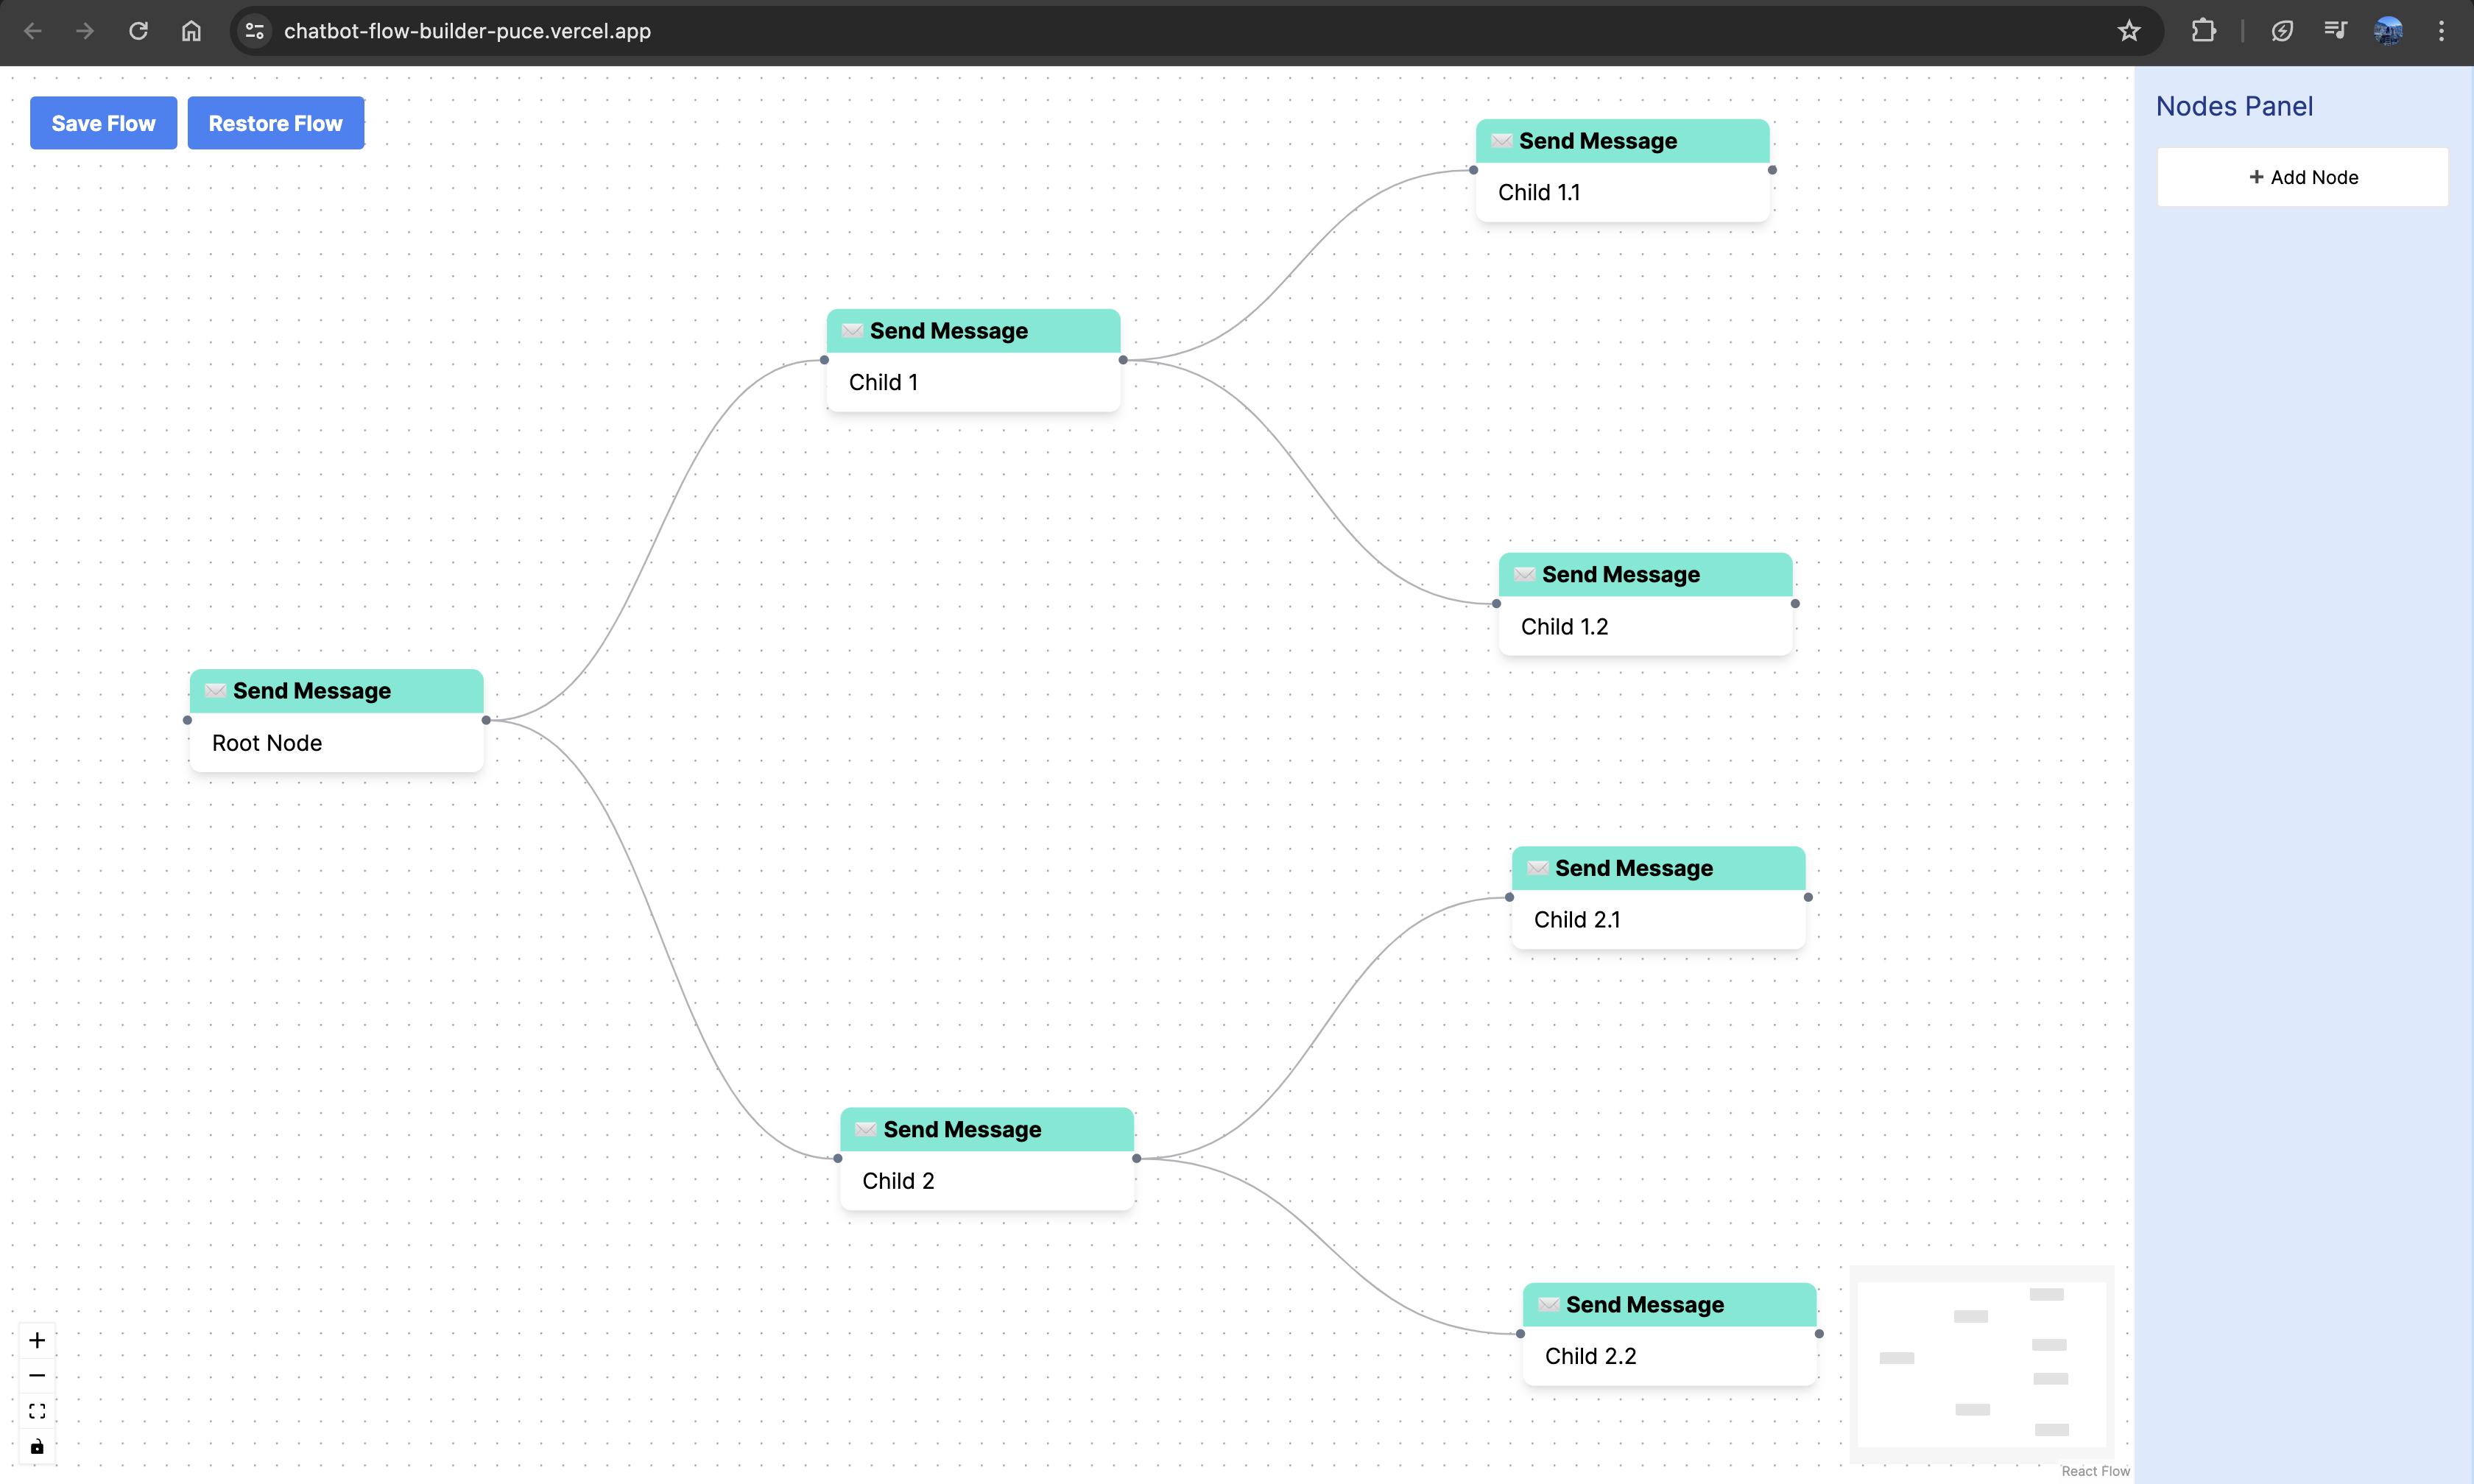 chatbot-flow-builder-puce.vercel.app
Save Flow
Restore Flow
Nodes Panel
+ Add Node
Send Message
Child 1.1
Send Message
Child 1
Send Message
Child 1.2
Send Message
Root Node
Send Message
Child 2.1
Send Message
Child 2
Send Message
Child 2.2
React Flow